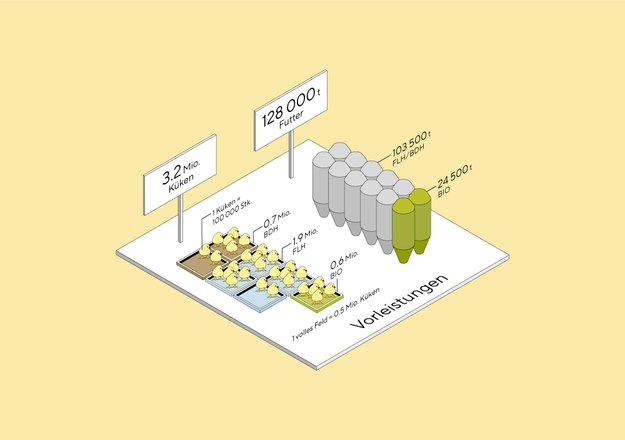 128 000 t
Futter
3.2 Mio.
Küken
103 500 t
FLH/BDH
24 500 t
BIO
1 Küken =
100 000 Stk.
0.7 Mio.
BDH
1.9 Mio.
FLH
0.6 Mio.
BIO
1 volles Feld = 0.5 Mio. Küken
Vorleistungen